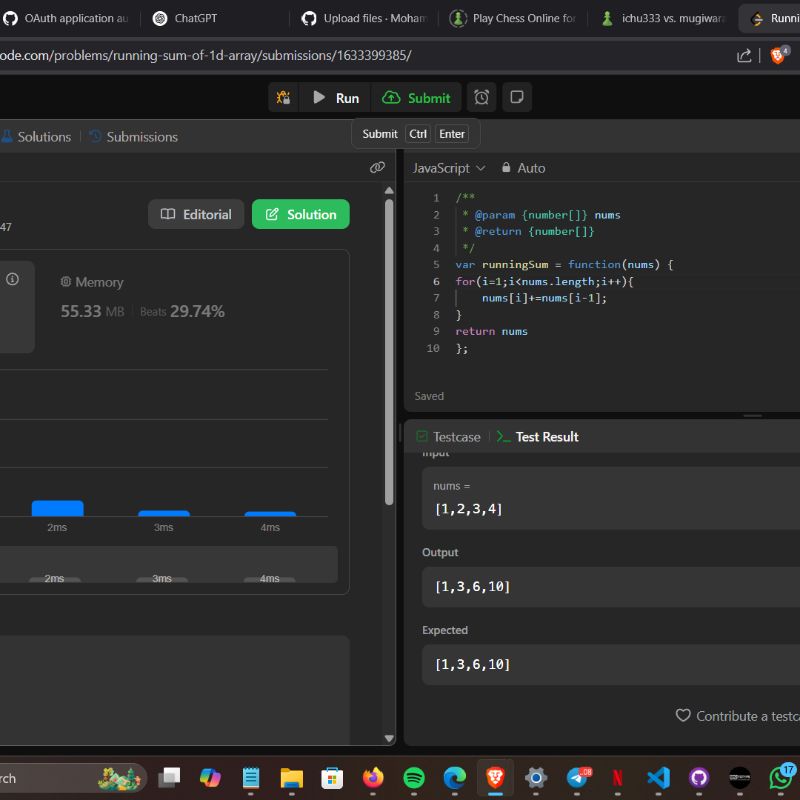 OAuth application au
ChatGPT
Upload files · Moham
Play Chess Online for
ichu333 vs. mugiwara
Runni
ode.com/problems/running-sum-of-1d-array/submissions/1633399385/
4
Run
Submit
Submit Ctrl Enter
Solutions
Submissions
JavaScript
Auto
47
Editorial
Solution
Memory
55.33 MB
Beats 29.74%
2ms
3ms
4ms
2ms
3ms
4ms
1 /**
2 * @param {number[]} nums
3 * @return {number[]}
4 */
5 var runningSum = function(nums) {
6 for(i=1;i<nums.length;i++){
7 nums[i]+=nums[i-1];
8 }
9 return nums
10 };
Saved
Testcase
Test Result
Input
nums =
[1,2,3,4]
Output
[1,3,6,10]
Expected
[1,3,6,10]
Contribute a testca
rch
17